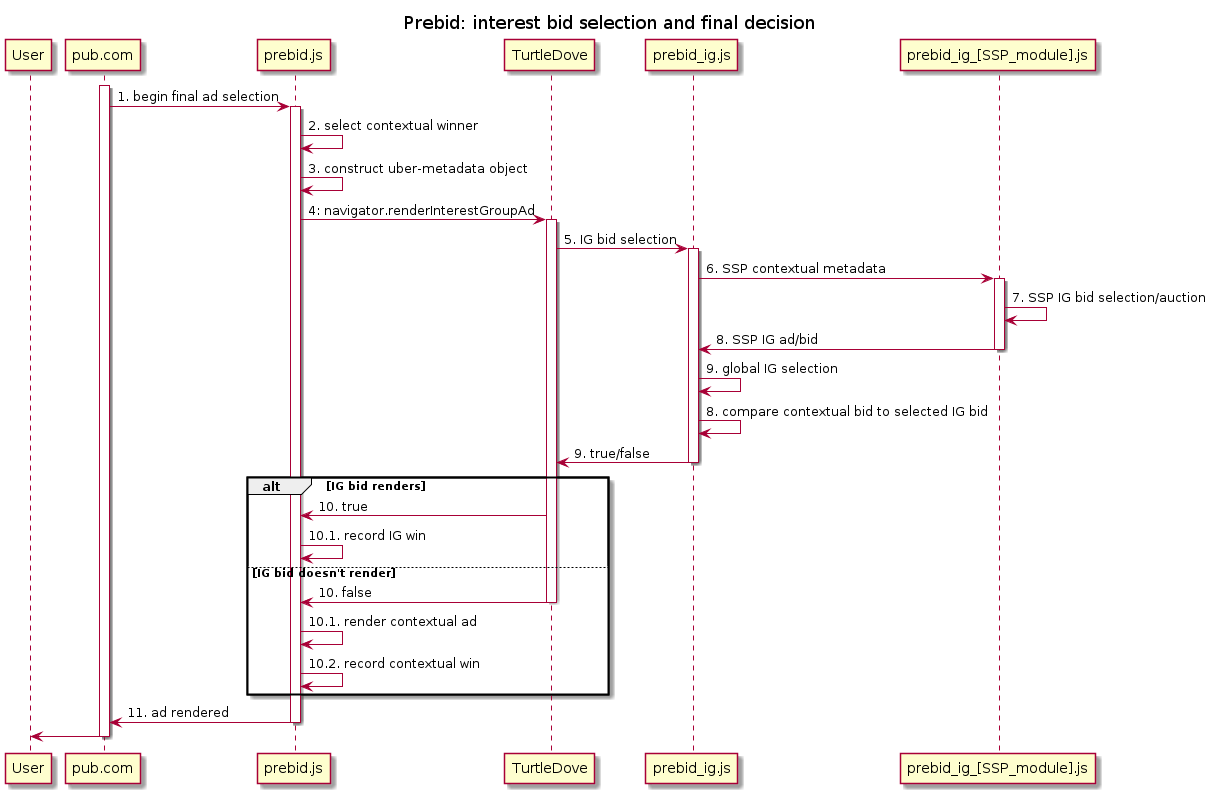 Prebid: interest bid selection and final decision
User
pub.com
prebid.js
TurtleDove
prebid_ig.js
prebid_ig_[SSP_module].js
1. begin final ad selection
2. select contextual winner
3. construct uber-metadata object
4: navigator.renderInterestGroupAd
5. IG bid selection
6. SSP contextual metadata
7. SSP IG bid selection/auction
8. SSP IG ad/bid
9. global IG selection
8. compare contextual bid to selected IG bid
9. true/false
alt
[IG bid renders]
10. true
10.1. record IG win
[IG bid doesn't render]
10. false
10.1. render contextual ad
10.2. record contextual win
11. ad rendered
User
pub.com
prebid.js
TurtleDove
prebid_ig.js
prebid_ig_[SSP_module].js